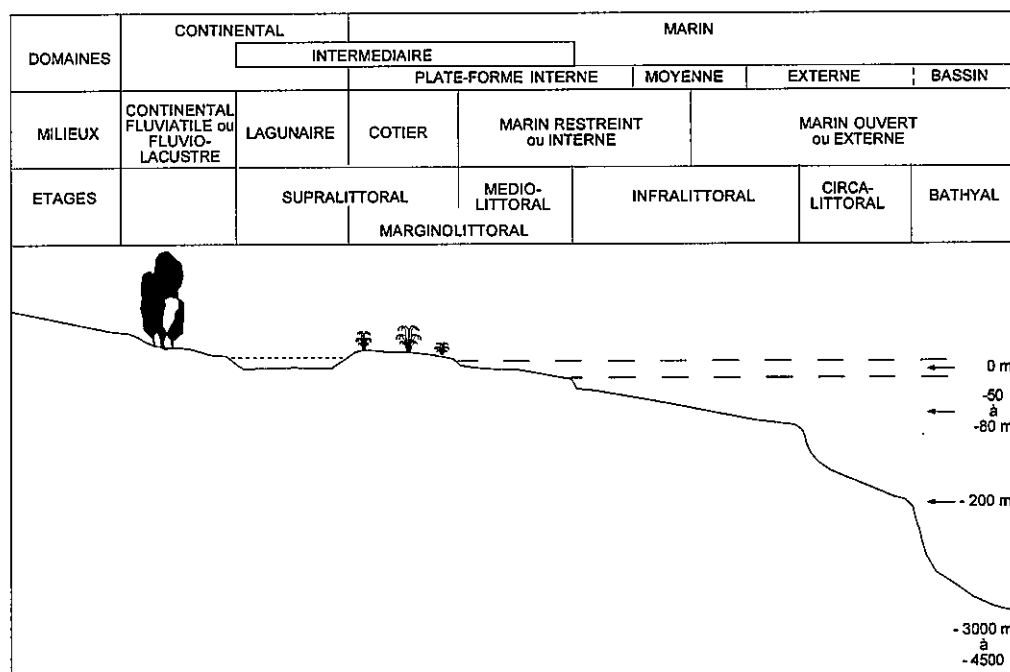 DOMAINES
CONTINENTAL
MARIN
INTERMEDIAIRE
PLATE-FORME INTERNE
MOYENNE
EXTERNE
BASSIN
MILIEUX
CONTINENTAL
FLUVIATILE ou
FLUVIO-
LACUSTRE
LAGUNAIRE
COTIER
MARIN RESTREINT
ou INTERNE
MARIN OUVERT
ou EXTERNE
ETAGES
SUPRALITTORAL
MEDIO-
LITTORAL
INFRALITTORAL
CIRCA-
LITTORAL
BATHYAL
MARGINOLITTORAL
0 m
-50
à
-80 m
- 200 m
- 3000 m
à
- 4500